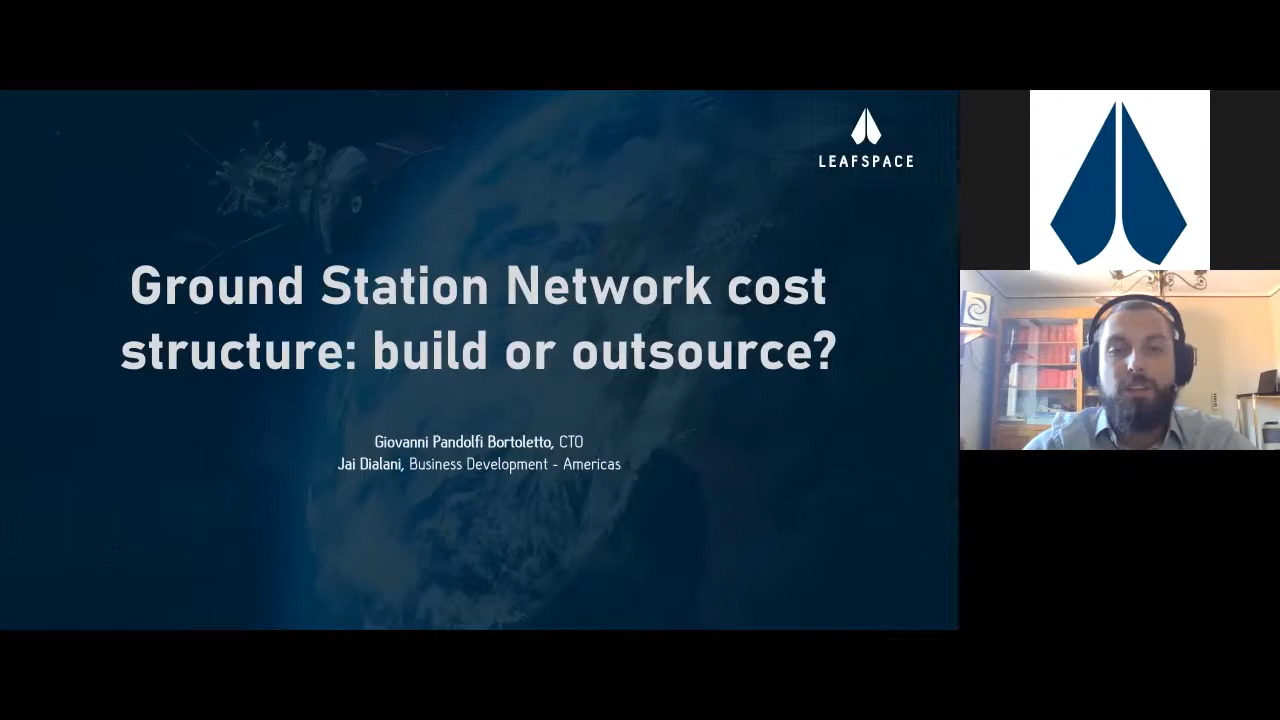 LEAFSPACE
Ground Station Network cost
structure: build or outsource?
Giovanni Pandolfi Bortoletto, CTO
Jai Dialani, Business Development - Americas